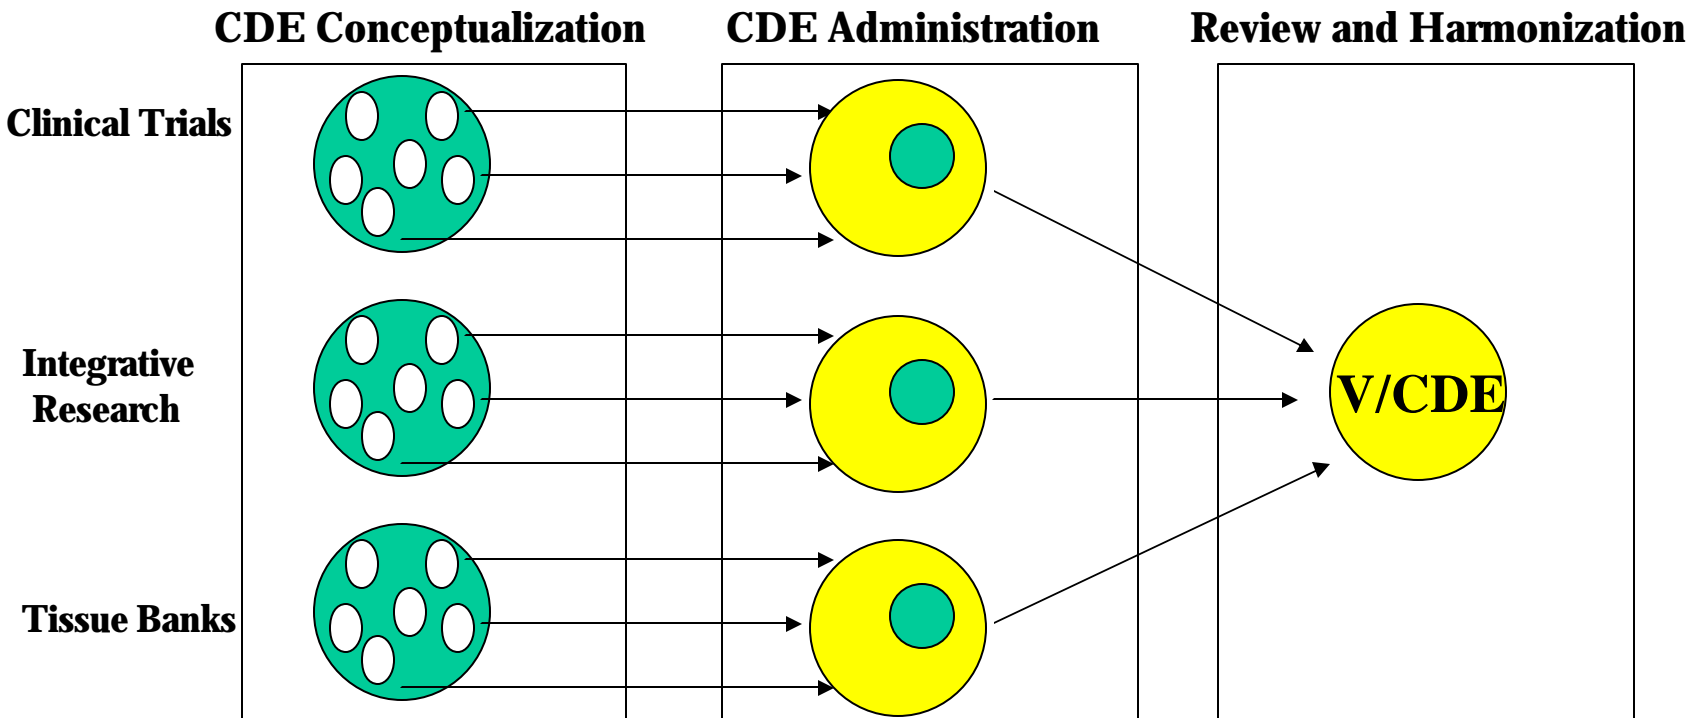 CDE Conceptualization
CDE Administration
Review and Harmonization
Clinical Trials
Integrative
Research
V/CDE
Tissue Banks